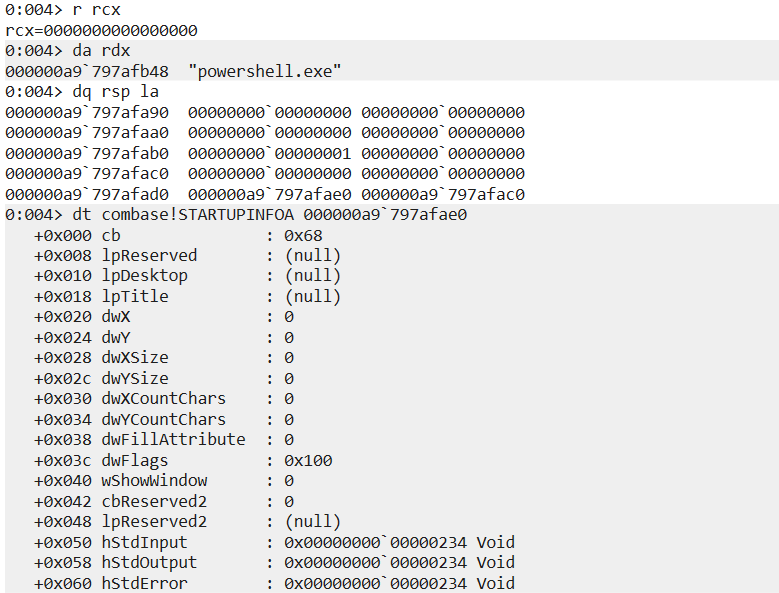 0:004> r rcx
rcx=0000000000000000
0:004> da rdx
000000a9`797afb48  "powershell.exe"
0:004> dq rsp la
000000a9`797afa90  00000000`00000000 00000000`00000000
000000a9`797afaa0  00000000`00000000 00000000`00000000
000000a9`797afab0  00000000`00000001 00000000`00000000
000000a9`797afac0  00000000`00000000 00000000`00000000
000000a9`797afad0  000000a9`797afae0 000000a9`797afac0
0:004> dt combase!STARTUPINFOA 000000a9`797afae0
   +0x000 cb               : 0x68
   +0x008 lpReserved       : (null)
   +0x010 lpDesktop        : (null)
   +0x018 lpTitle          : (null)
   +0x020 dwX              : 0
   +0x024 dwY              : 0
   +0x028 dwXSize          : 0
   +0x02c dwYSize          : 0
   +0x030 dwXCountChars    : 0
   +0x034 dwYCountChars    : 0
   +0x038 dwFillAttribute  : 0
   +0x03c dwFlags          : 0x100
   +0x040 wShowWindow      : 0
   +0x042 cbReserved2      : 0
   +0x048 lpReserved2      : (null)
   +0x050 hStdInput        : 0x00000000`00000234 Void
   +0x058 hStdOutput       : 0x00000000`00000234 Void
   +0x060 hStdError        : 0x00000000`00000234 Void